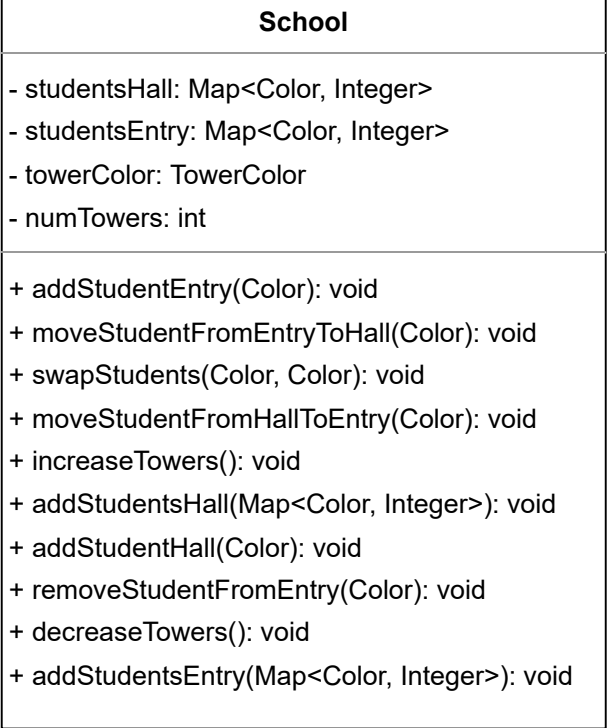 School
- studentsHall: Map<Color, Integer>
- studentsEntry: Map<Color, Integer>
- towerColor: TowerColor
- numTowers: int
+ addStudentEntry(Color): void
+ moveStudentFromEntryToHall(Color): void
+ swapStudents(Color, Color): void
+ moveStudentFromHallToEntry(Color): void
+ increaseTowers(): void
+ addStudentsHall(Map<Color, Integer>): void
+ addStudentHall(Color): void
+ removeStudentFromEntry(Color): void
+ decreaseTowers(): void
+ addStudentsEntry(Map<Color, Integer>): void